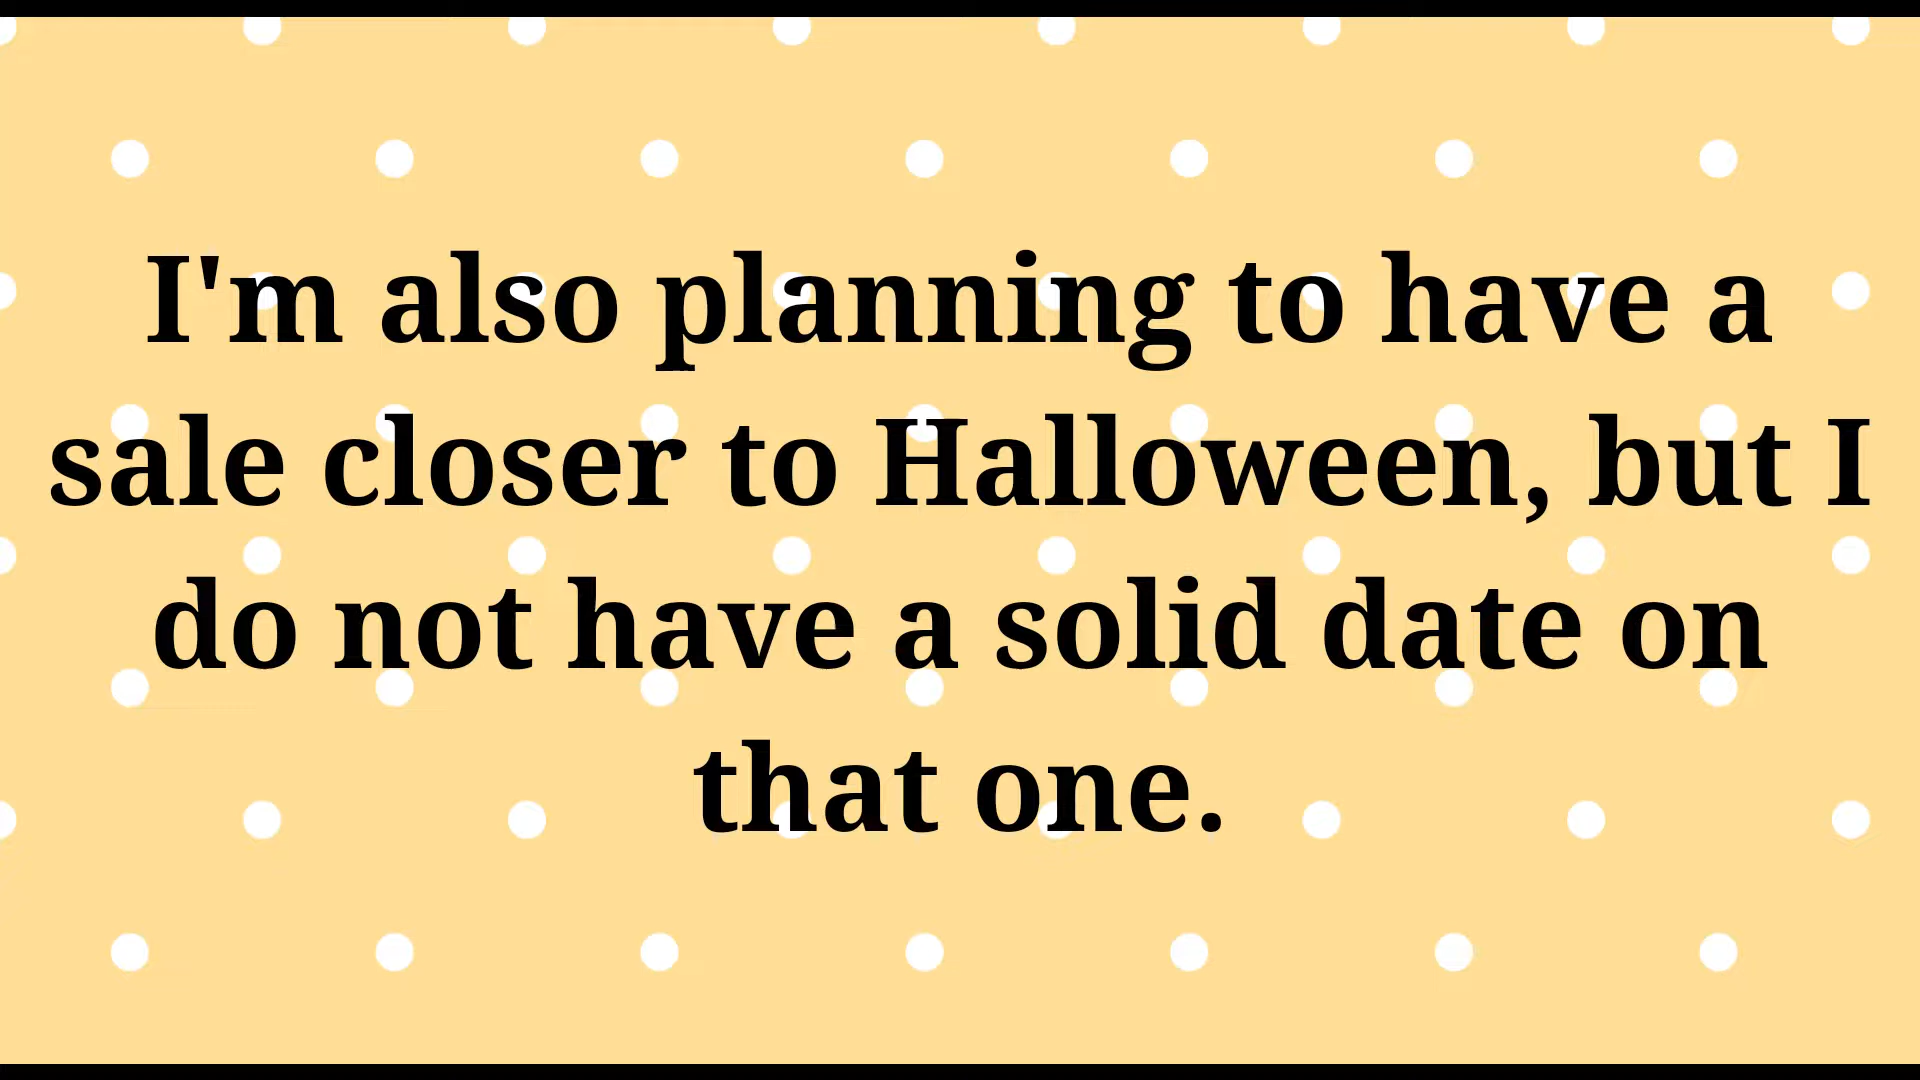 I'm also planning to have a
sale closer to Halloween, but I
do not have a solid date on
that one.